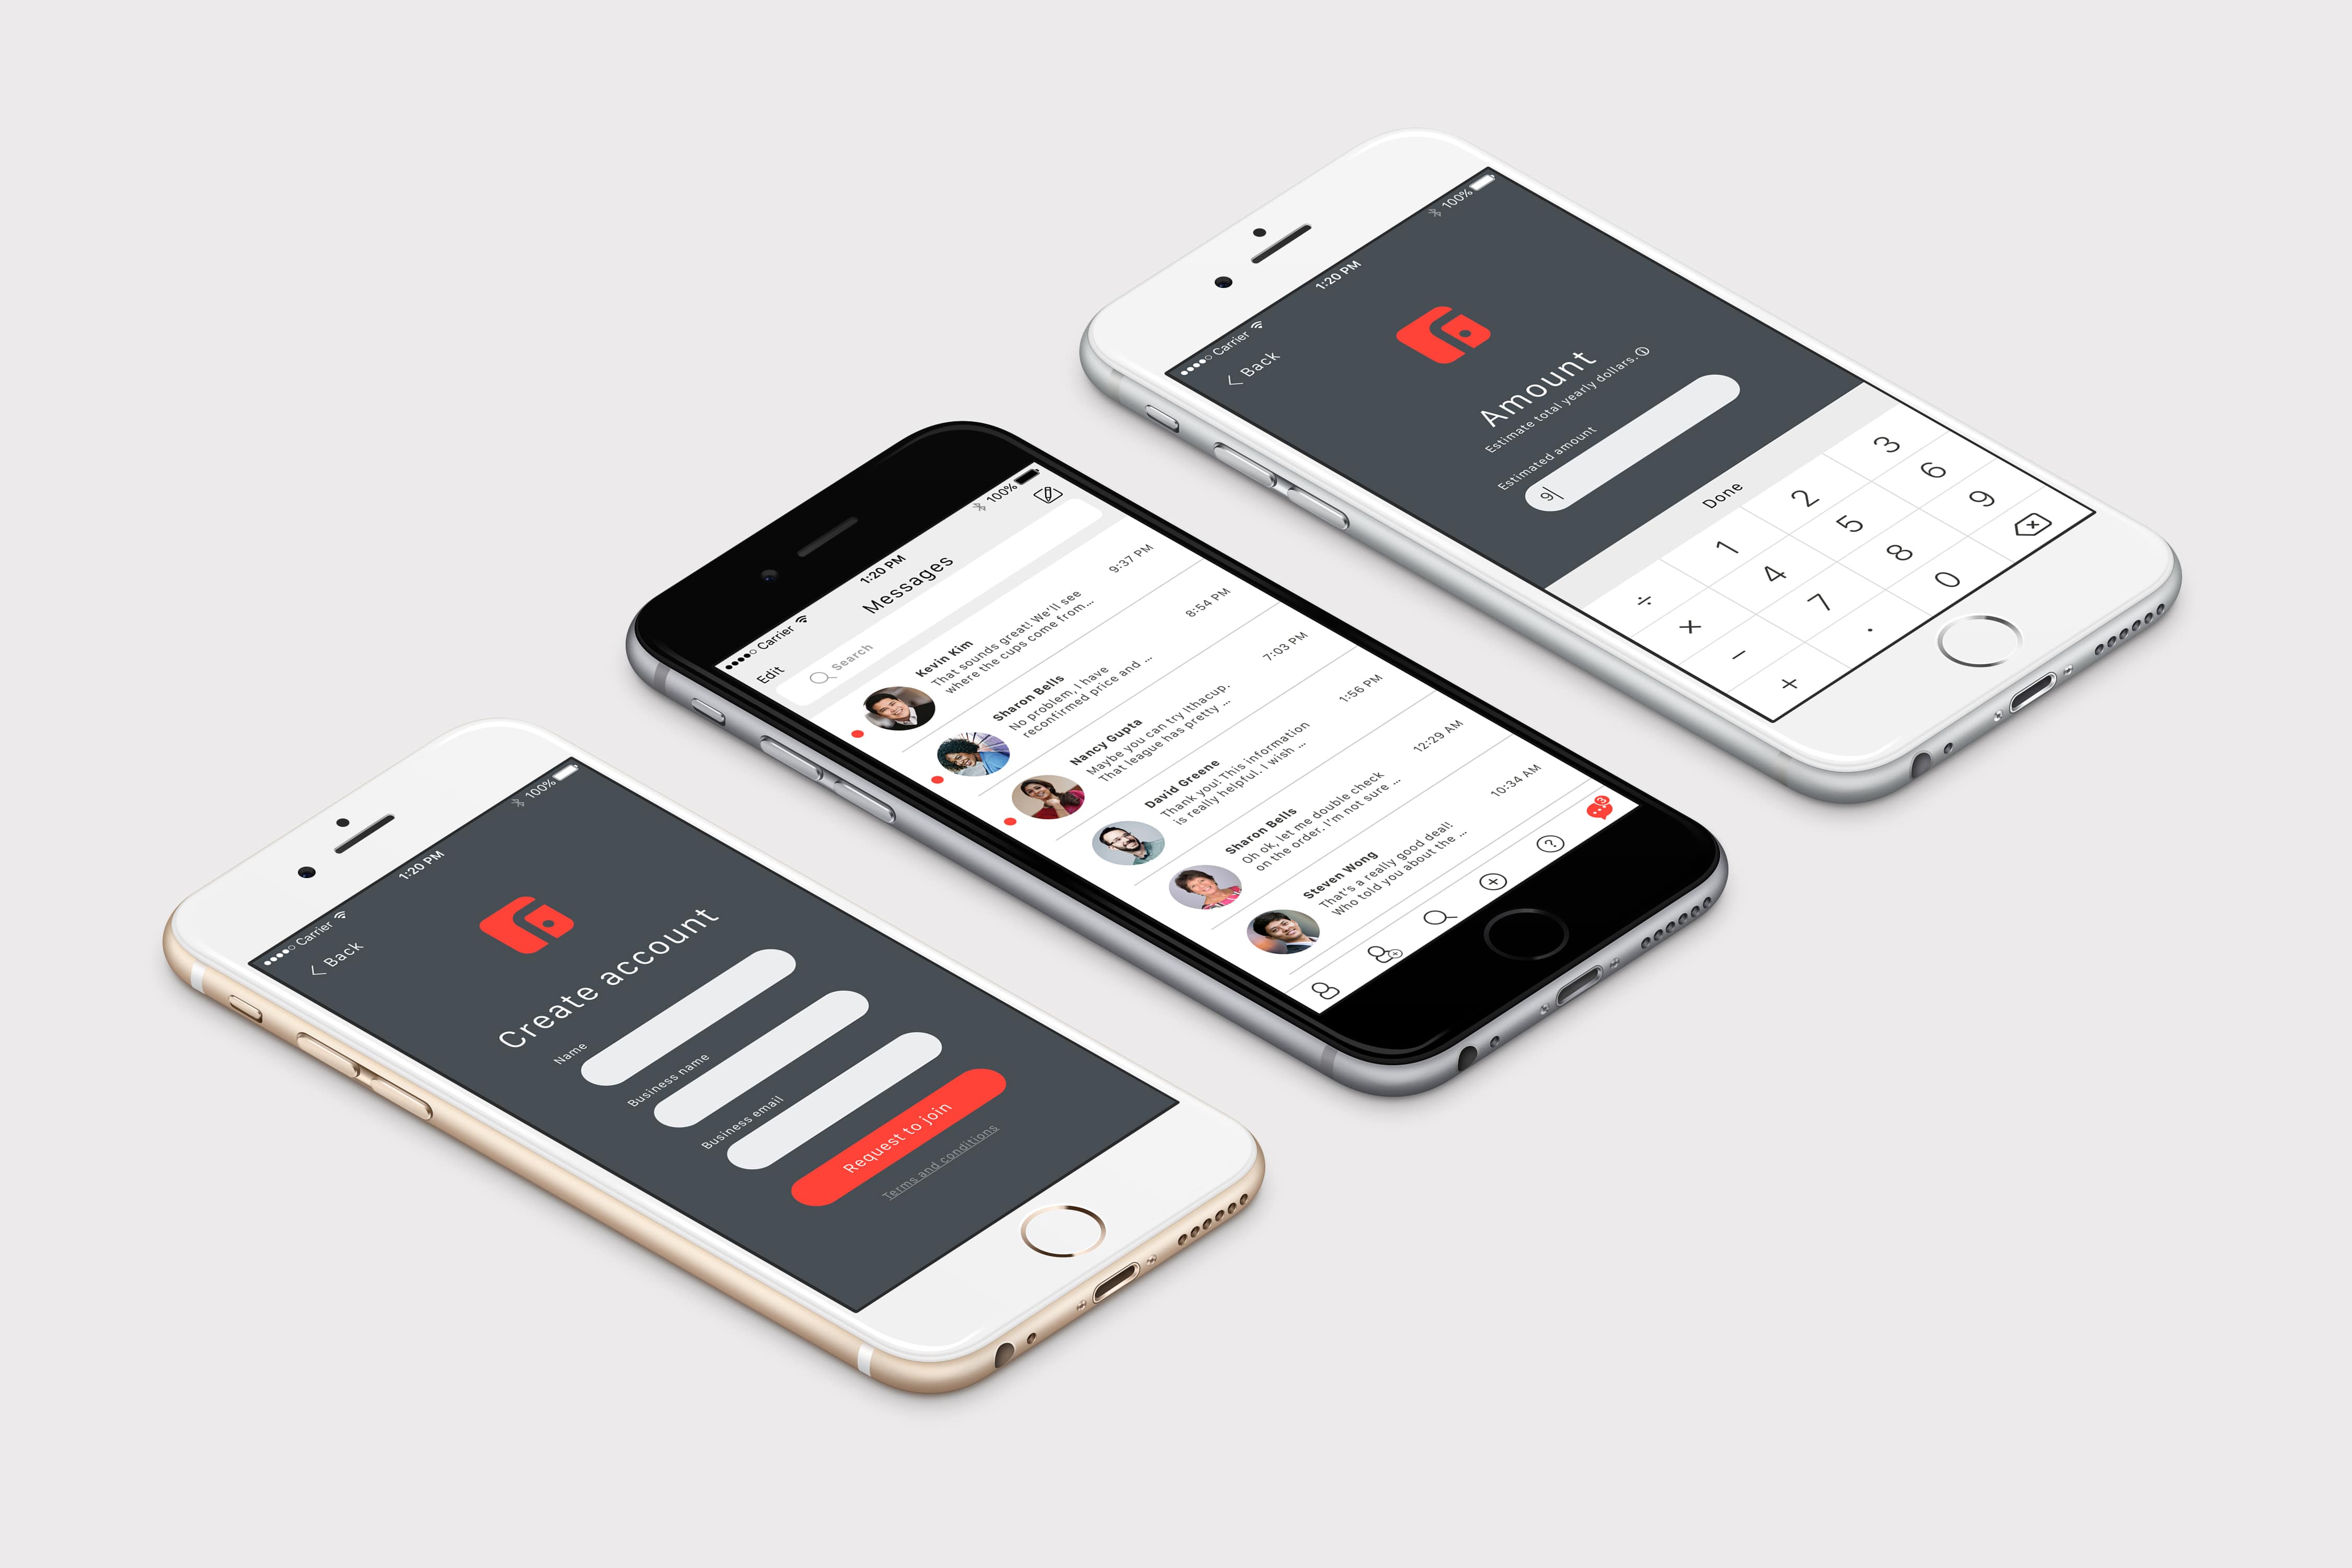 Carrier
1:20 PM
100%
Back
Create account
Name
Business name
Business email
Request to join
Terms and conditions
Carrier
1:20 PM
100%
Edit
Messages
Search
Kevin Kim
9:37 PM
That sounds great! We'll see
where the cups come from...
Sharon Bells
8:54 PM
No problem, I have
reconfirmed price and ...
Nancy Gupta
7:03 PM
Maybe you can try Ithacup.
That league has pretty ...
David Greene
1:56 PM
Thank you! This information
is really helpful. I wish ...
Sharon Bells
12:29 AM
Oh ok, let me double check
on the order. I'm not sure ...
Steven Wong
10:34 AM
That's a really good deal!
Who told you about the ...
?
3
Carrier
1:20 PM
100%
Back
Amount
Estimate total yearly dollars.
Estimated amount
9
Done
÷ 1 2 3
× 4 5 6
− 7 8 9
+ . 0